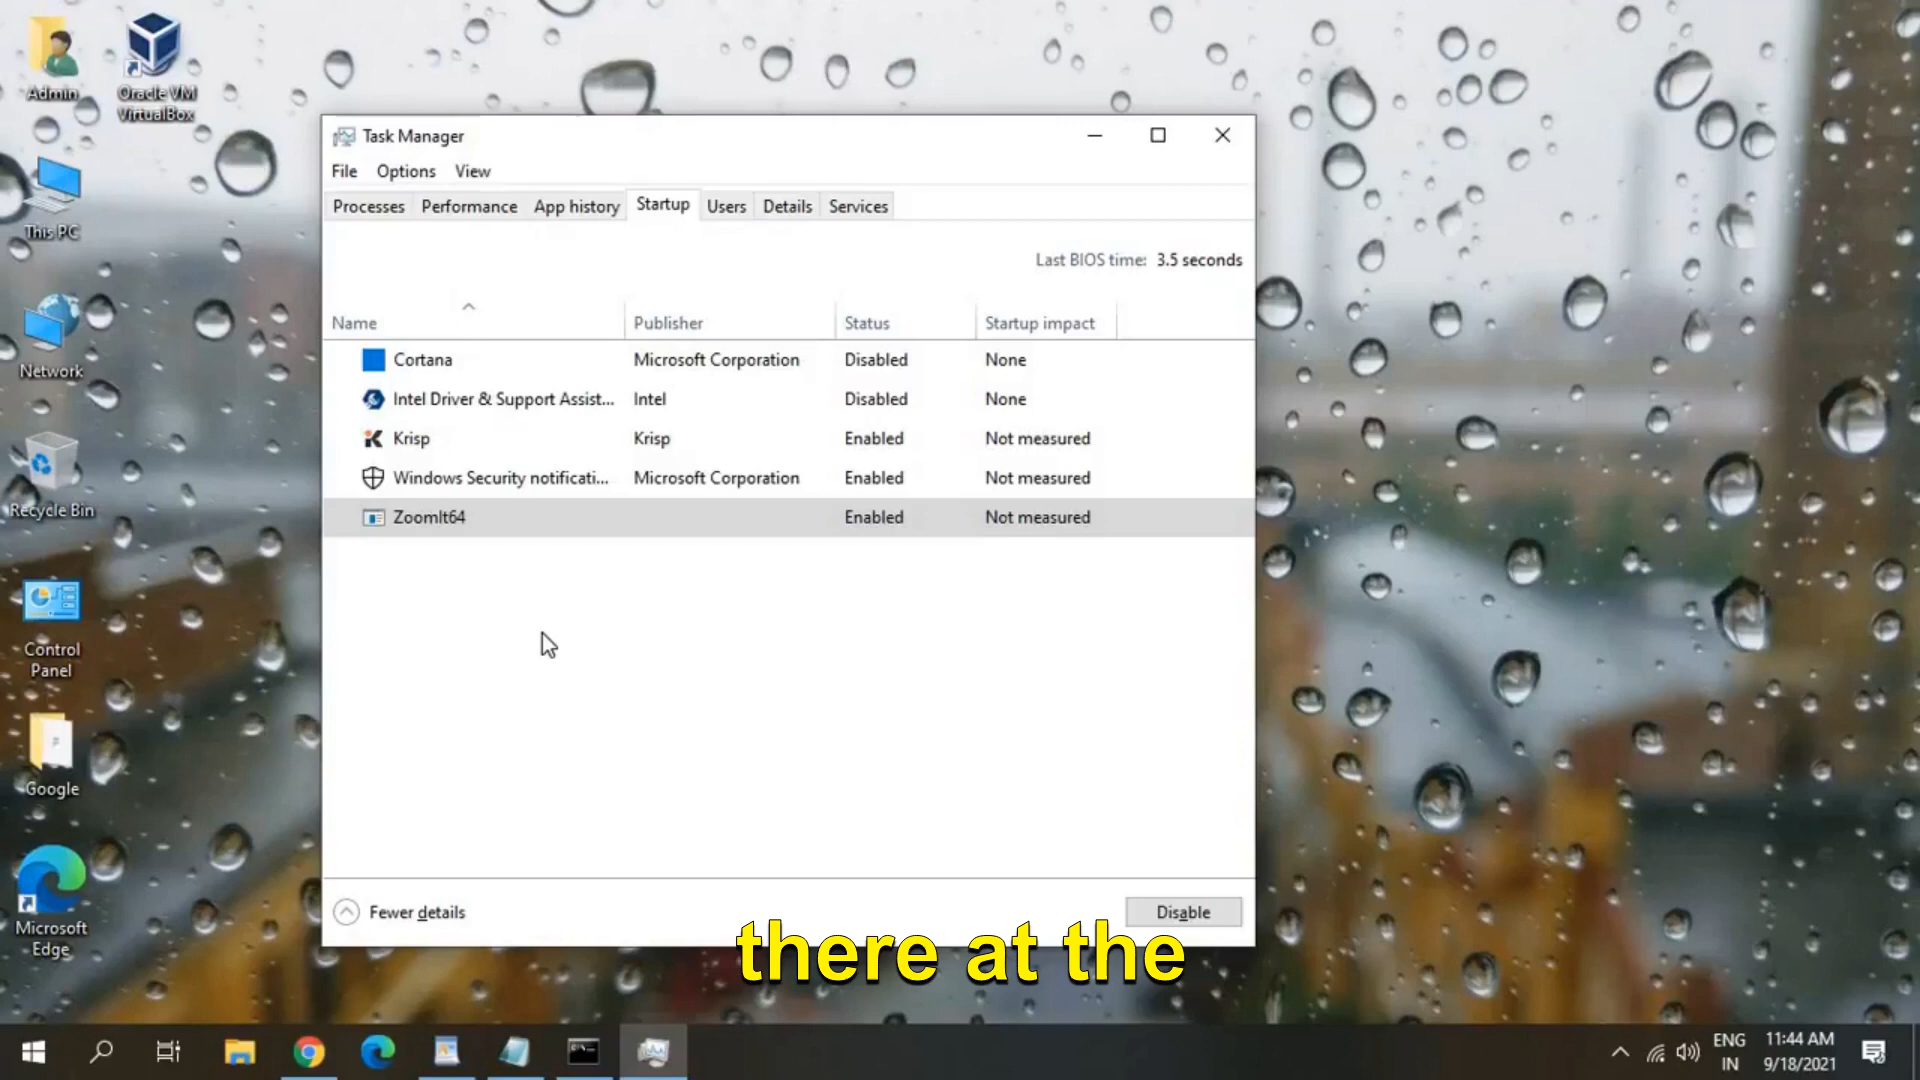 Admin
Oracle VM
VirtualBox
This PC
Network
Recycle Bin
Control
Panel
Google
Microsoft
Edge
Task Manager
File Options View
Processes Performance App history Startup Users Details Services
Last BIOS time: 3.5 seconds
Name Publisher Status Startup impact
Cortana Microsoft Corporation Disabled None
Intel Driver & Support Assist... Intel Disabled None
Krisp Krisp Enabled Not measured
Windows Security notificati... Microsoft Corporation Enabled Not measured
ZoomIt64 Enabled Not measured
Fewer details Disable
there at the
ENG 11:44 AM
IN 9/18/2021